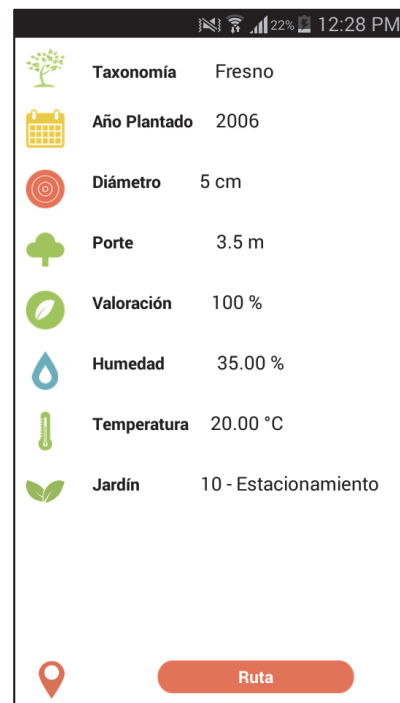 22% 12:28 PM
Taxonomía Fresno
Año Plantado 2006
Diámetro 5 cm
Porte 3.5 m
Valoración 100 %
Humedad 35.00 %
Temperatura 20.00 °C
Jardín 10 - Estacionamiento
Ruta